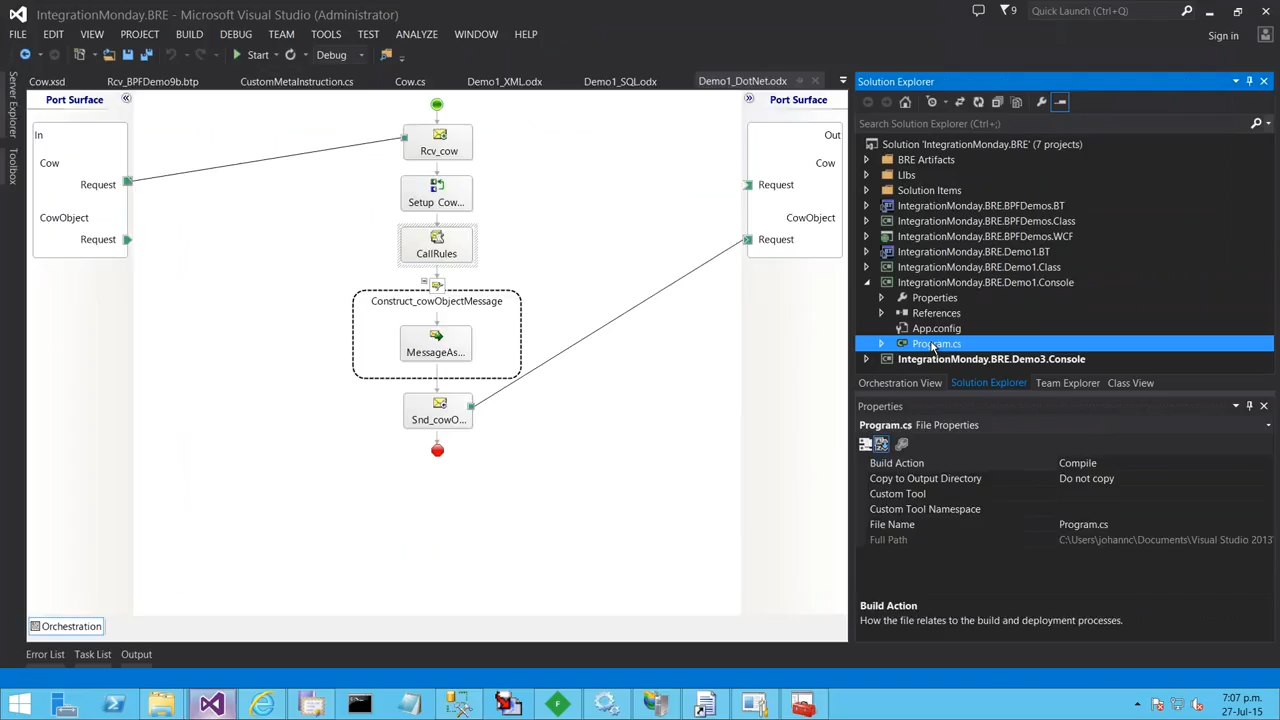 IntegrationMonday.BRE - Microsoft Visual Studio (Administrator)
9
Quick Launch (Ctrl+Q)
FILE EDIT VIEW PROJECT BUILD DEBUG TEAM TOOLS TEST ANALYZE WINDOW HELP
Sign in
Start Debug
Cow.xsd Rcv_BPFDemo9b.btp CustomMetaInstruction.cs Cow.cs Demo1_XML.odx Demo1_SQL.odx Demo1_DotNet.odx
Server Explorer
Toolbox
Port Surface
In
Cow
Request
CowObject
Request
Rcv_cow
Setup Cow...
CallRules
Construct_cowObjectMessage
MessageAs...
Snd_cowO...
Port Surface
Out
Cow
Request
CowObject
Request
Orchestration
Error List Task List Output
Solution Explorer
Search Solution Explorer (Ctrl+;)
Solution 'IntegrationMonday.BRE' (7 projects)
BRE Artifacts
LIbs
Solution Items
IntegrationMonday.BRE.BPFDemos.BT
IntegrationMonday.BRE.BPFDemos.Class
IntegrationMonday.BRE.BPFDemos.WCF
IntegrationMonday.BRE.Demo1.BT
IntegrationMonday.BRE.Demo1.Class
IntegrationMonday.BRE.Demo1.Console
Properties
References
App.config
Program.cs
IntegrationMonday.BRE.Demo3.Console
Orchestration View Solution Explorer Team Explorer Class View
Properties
Program.cs File Properties
Build Action Compile
Copy to Output Directory Do not copy
Custom Tool
Custom Tool Namespace
File Name Program.cs
Full Path C:\Users\johannc\Documents\Visual Studio 2013
Build Action
How the file relates to the build and deployment processes.
7:07 p.m.
27-Jul-15